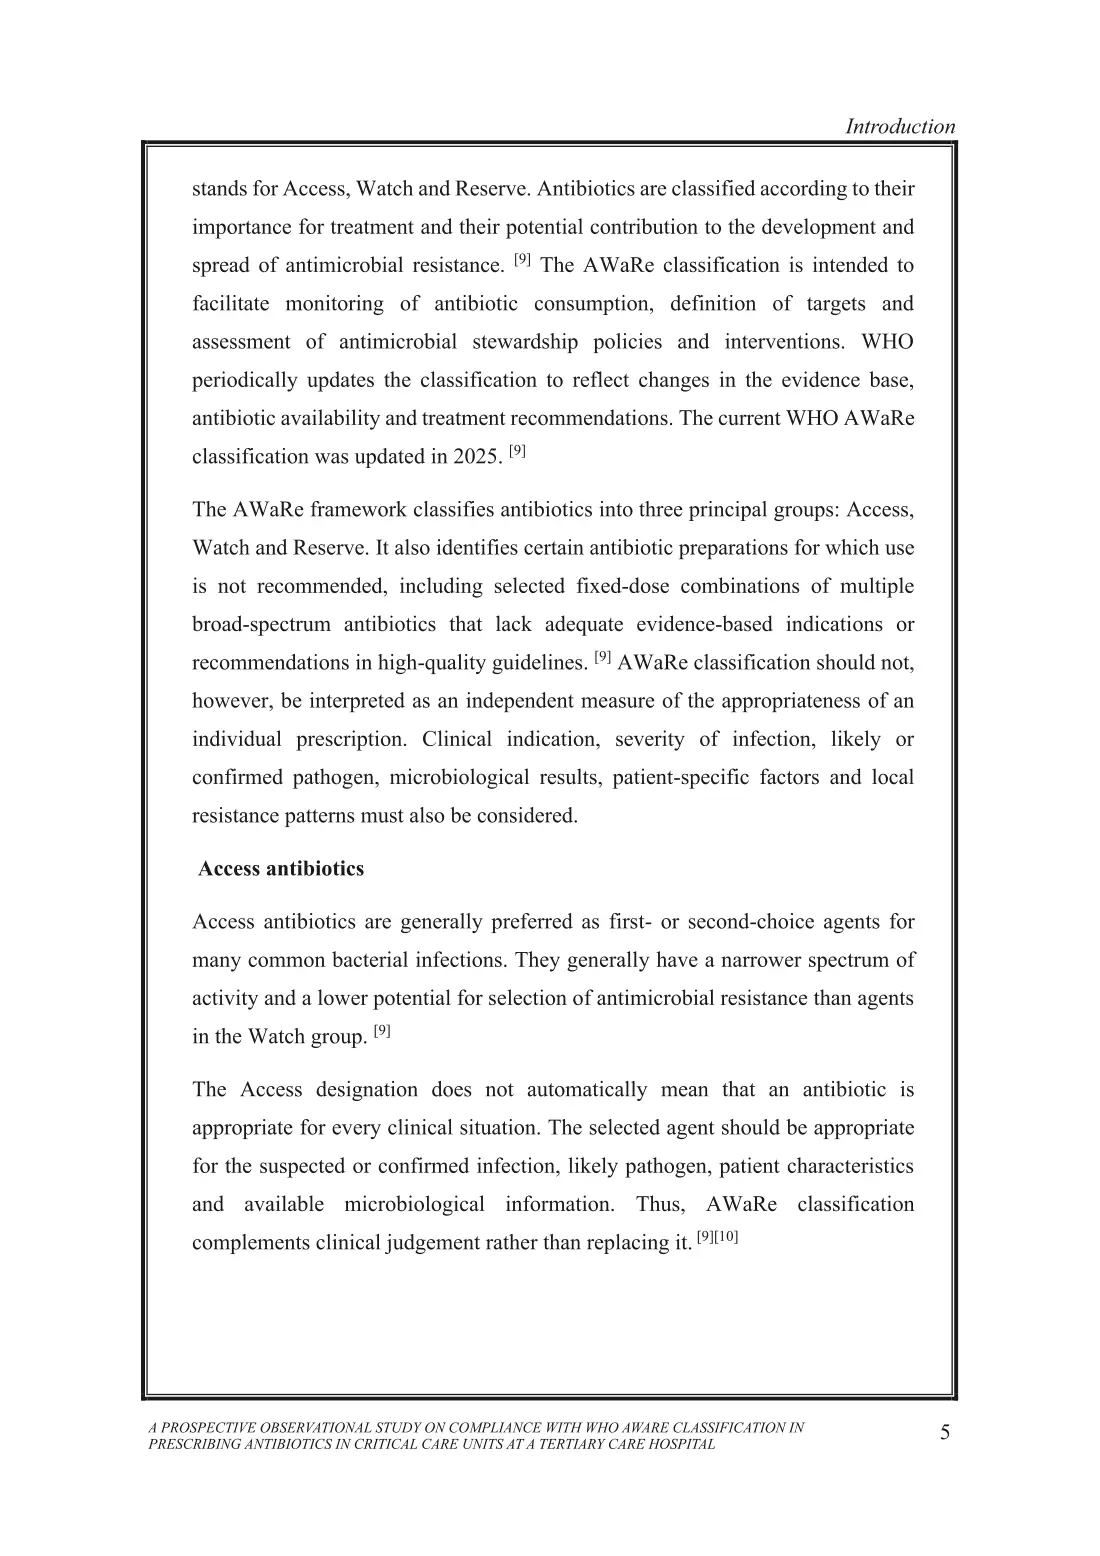 Introduction
stands for Access, Watch and Reserve. Antibiotics are classified according to their
importance for treatment and their potential contribution to the development and
spread of antimicrobial resistance. [9] The AWaRe classification is intended to
facilitate monitoring of antibiotic consumption, definition of targets and
assessment of antimicrobial stewardship policies and interventions. WHO
periodically updates the classification to reflect changes in the evidence base,
antibiotic availability and treatment recommendations. The current WHO AWaRe
classification was updated in 2025. [9]
The AWaRe framework classifies antibiotics into three principal groups: Access,
Watch and Reserve. It also identifies certain antibiotic preparations for which use
is not recommended, including selected fixed-dose combinations of multiple
broad-spectrum antibiotics that lack adequate evidence-based indications or
recommendations in high-quality guidelines. [9] AWaRe classification should not,
however, be interpreted as an independent measure of the appropriateness of an
individual prescription. Clinical indication, severity of infection, likely or
confirmed pathogen, microbiological results, patient-specific factors and local
resistance patterns must also be considered.
Access antibiotics
Access antibiotics are generally preferred as first- or second-choice agents for
many common bacterial infections. They generally have a narrower spectrum of
activity and a lower potential for selection of antimicrobial resistance than agents
in the Watch group. [9]
The Access designation does not automatically mean that an antibiotic is
appropriate for every clinical situation. The selected agent should be appropriate
for the suspected or confirmed infection, likely pathogen, patient characteristics
and available microbiological information. Thus, AWaRe classification
complements clinical judgement rather than replacing it. [9][10]
A PROSPECTIVE OBSERVATIONAL STUDY ON COMPLIANCE WITH WHO AWARE CLASSIFICATION IN
PRESCRIBING ANTIBIOTICS IN CRITICAL CARE UNITS AT A TERTIARY CARE HOSPITAL
5